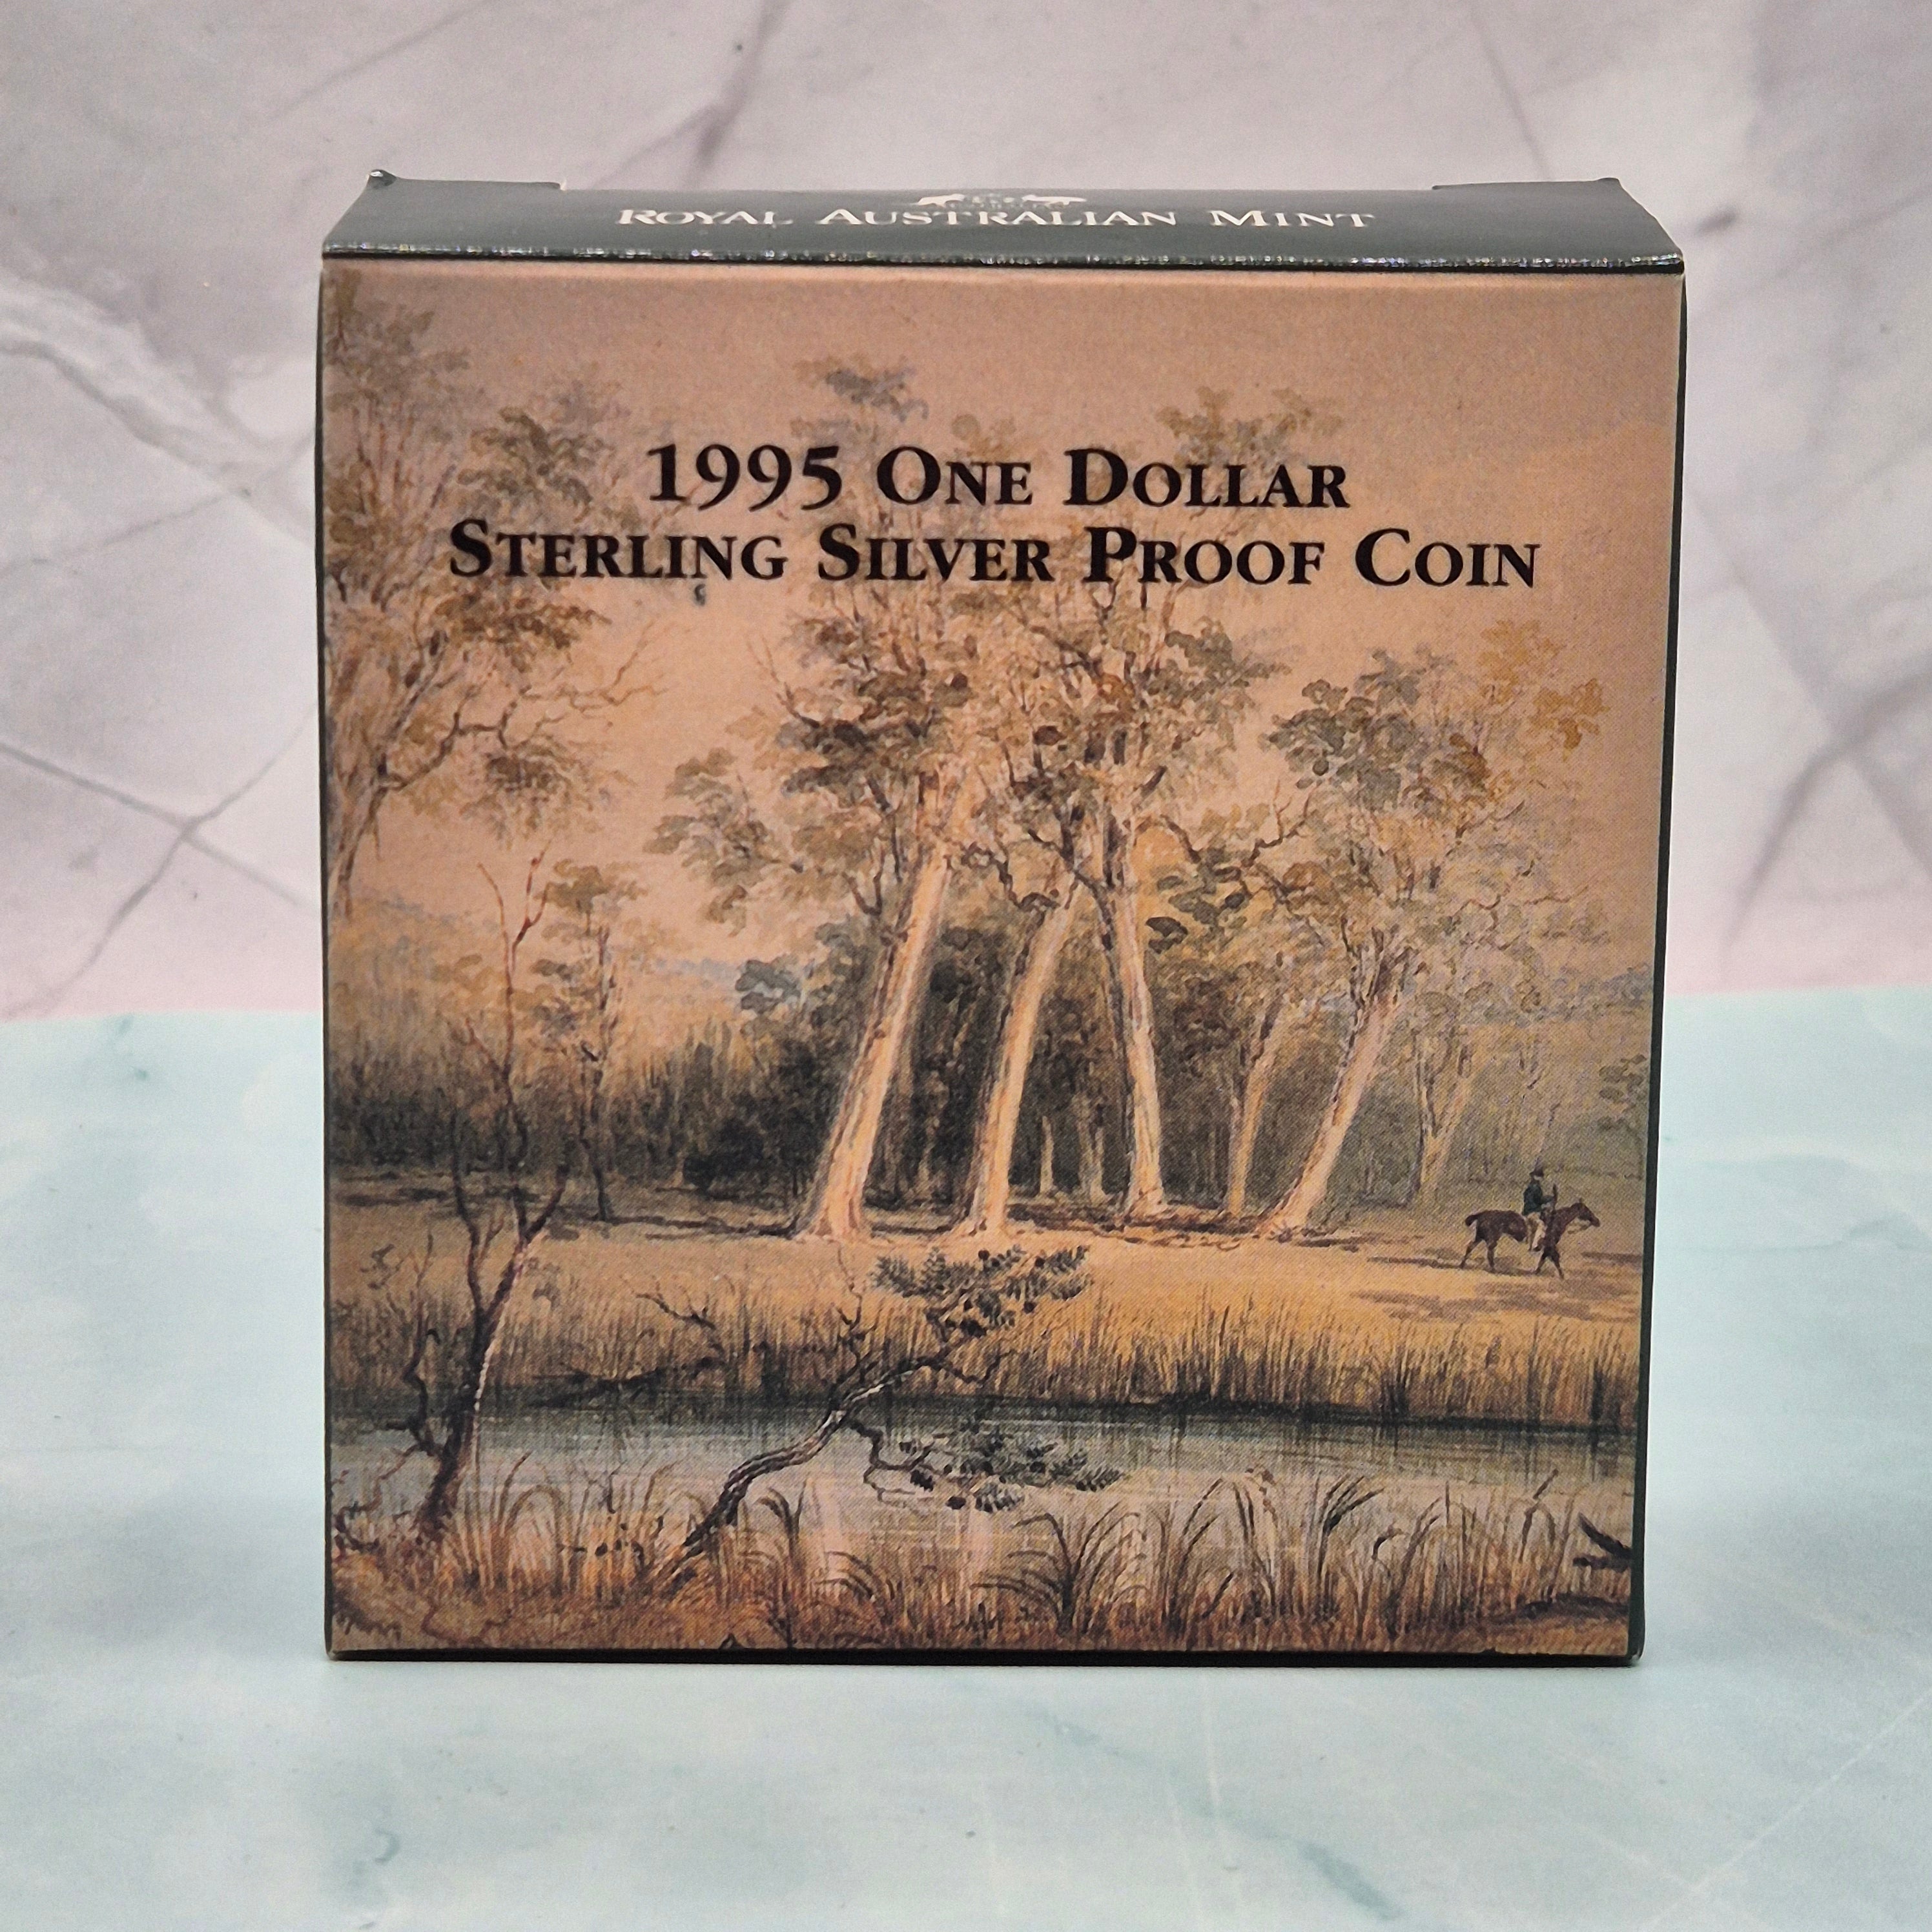 ROYAL AUSTRALIAN MINT
1995 ONE DOLLAR
STERLING SILVER PROOF COIN